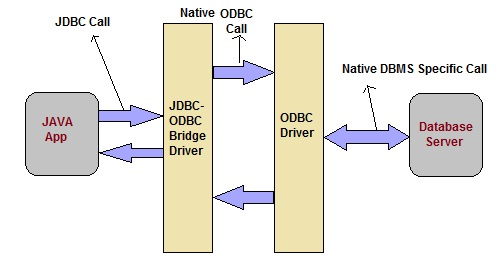 JDBC Call
Native ODBC
Call
Native DBMS Specific Call
JAVA
App
JDBC-
ODBC
Bridge
Driver
ODBC
Driver
Database
Server